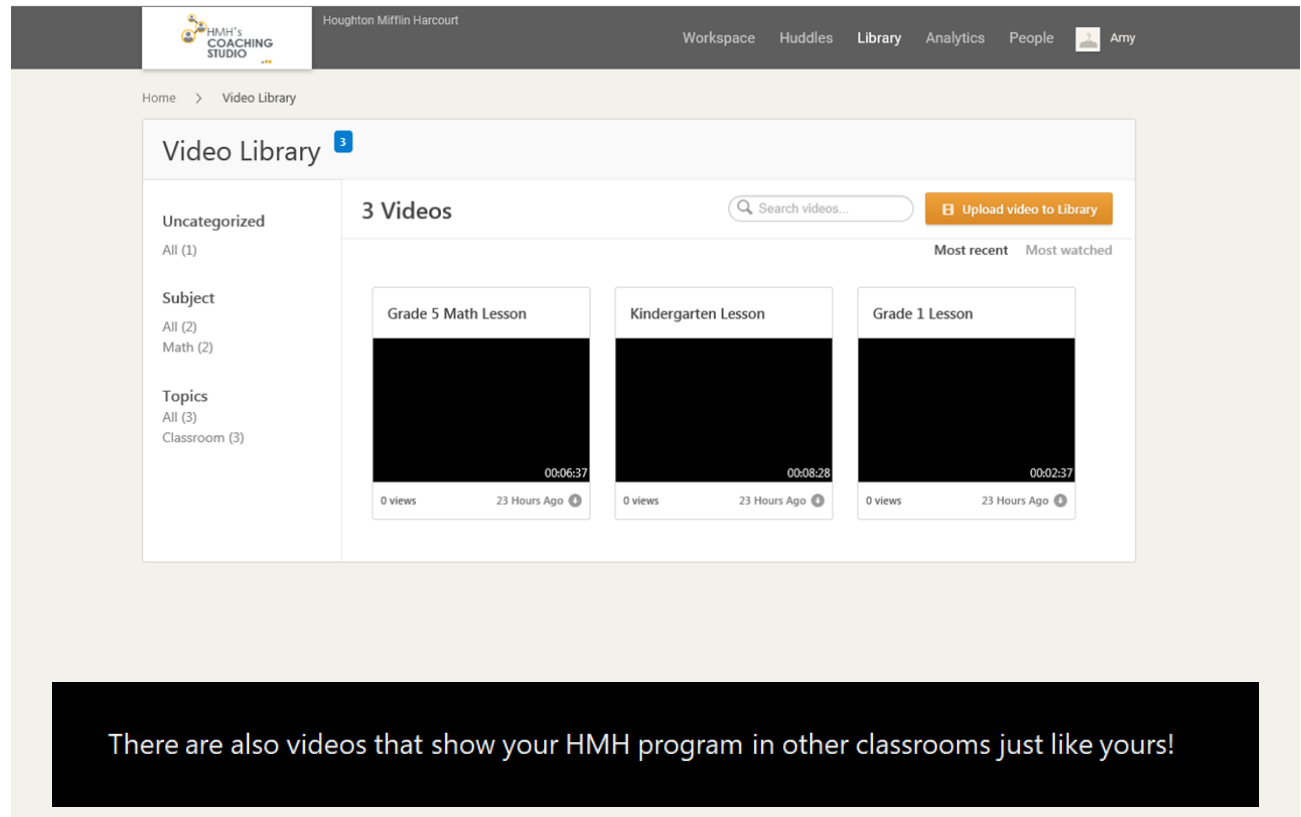 HMH's
COACHING
STUDIO
Houghton Mifflin Harcourt
Workspace Huddles Library Analytics People Amy
Home > Video Library
Video Library 3
Uncategorized
All (1)
Subject
All (2)
Math (2)
Topics
All (3)
Classroom (3)
3 Videos Search videos... Upload video to Library
Most recent Most watched
Grade 5 Math Lesson
00:06:37
0 views 23 Hours Ago
Kindergarten Lesson
00:08:28
0 views 23 Hours Ago
Grade 1 Lesson
00:02:37
0 views 23 Hours Ago
There are also videos that show your HMH program in other classrooms just like yours!